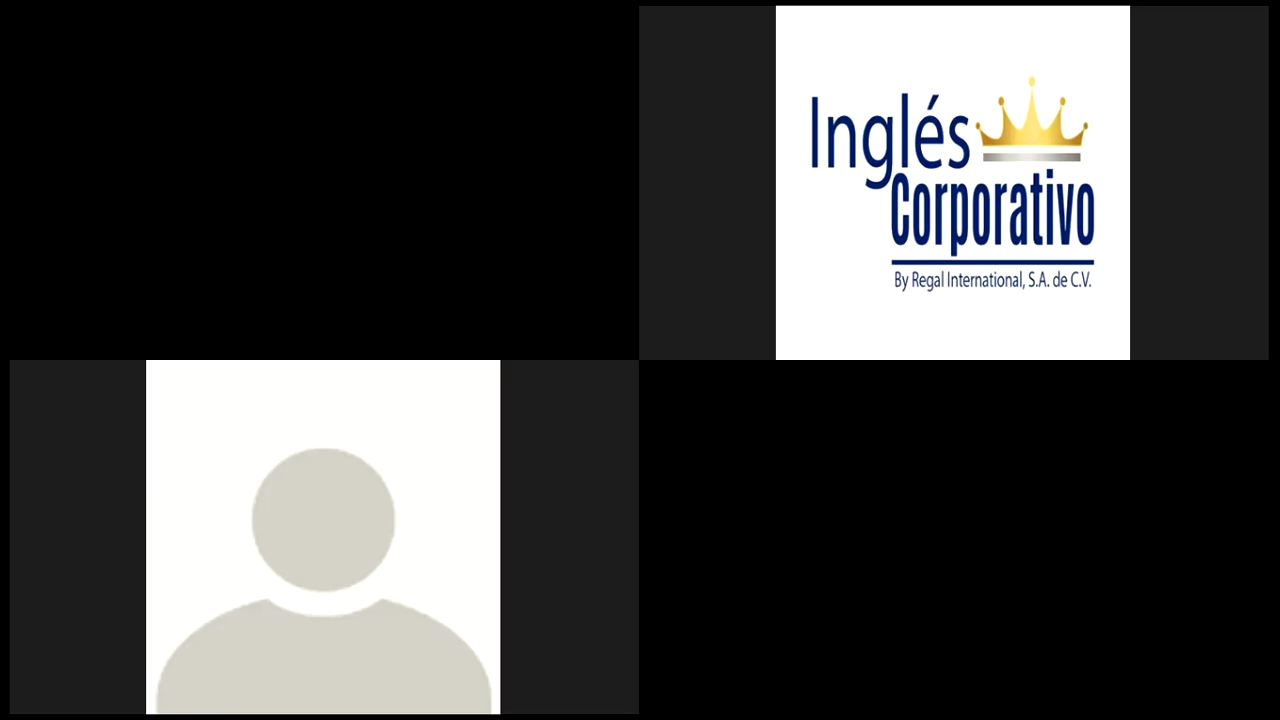 Inglés
Corporativo
By Regal International, S.A. de C.V.